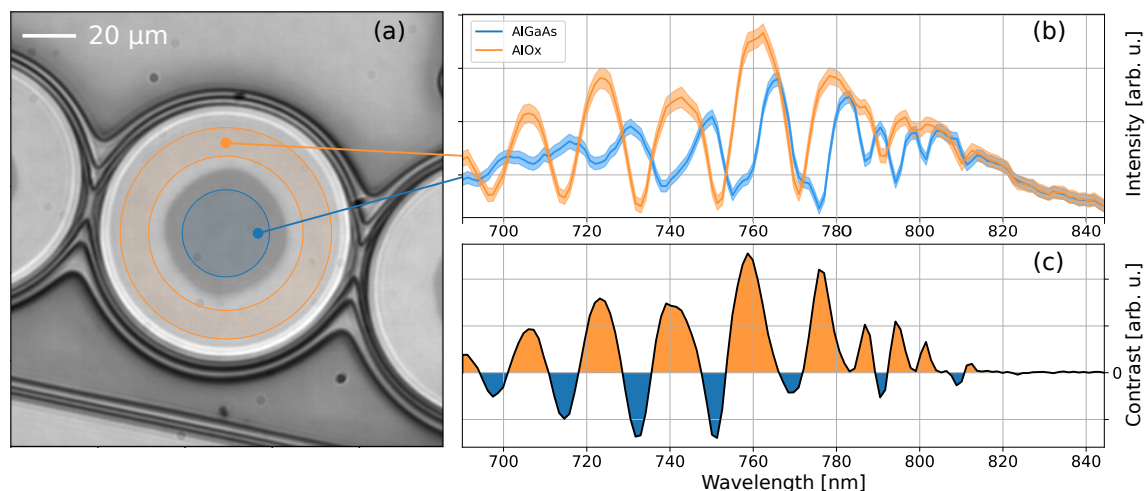 20 µm
(a)
AlGaAs
AlOx
(b)
Intensity [arb. u.]
700 720 740 760 780 800 820 840
(c)
0
Contrast [arb. u.]
700 720 740 760 780 800 820 840
Wavelength [nm]